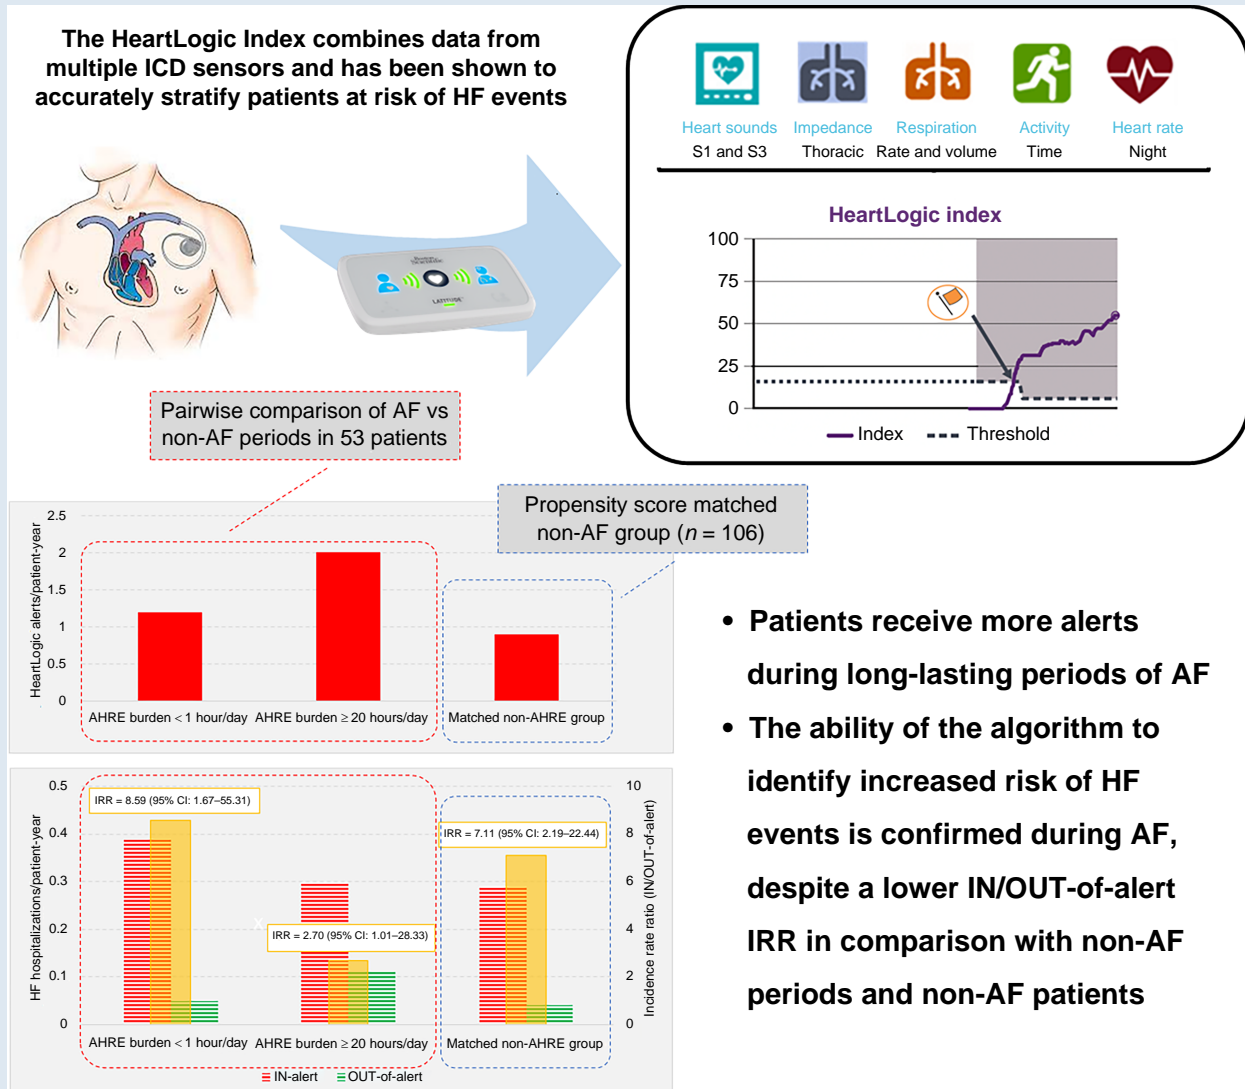 The HeartLogic Index combines data from
multiple ICD sensors and has been shown to
accurately stratify patients at risk of HF events
Heart sounds
S1 and S3
Impedance
Thoracic
Respiration
Rate and volume
Activity
Time
Heart rate
Night
Boston
Scientific
LATITUDE
HeartLogic index
100
75
50
25
0
Index
Threshold
Pairwise comparison of AF vs
non-AF periods in 53 patients
Propensity score matched
non-AF group (n = 106)
HeartLogic alerts/patient-year
2.5
2
1.5
1
0.5
0
AHRE burden < 1 hour/day
AHRE burden ≥ 20 hours/day
Matched non-AHRE group
HF hospitalizations/patient-year
0.5
0.4
0.3
0.2
0.1
0
IRR = 8.59 (95% CI: 1.67–55.31)
x
IRR = 2.70 (95% CI: 1.01–28.33)
IRR = 7.11 (95% CI: 2.19–22.44)
10
8
6
4
2
0
Incidence rate ratio (IN/OUT-of-alert)
AHRE burden < 1 hour/day
AHRE burden ≥ 20 hours/day
Matched non-AHRE group
IN-alert
OUT-of-alert
• Patients receive more alerts
during long-lasting periods of AF
• The ability of the algorithm to
identify increased risk of HF
events is confirmed during AF,
despite a lower IN/OUT-of-alert
IRR in comparison with non-AF
periods and non-AF patients